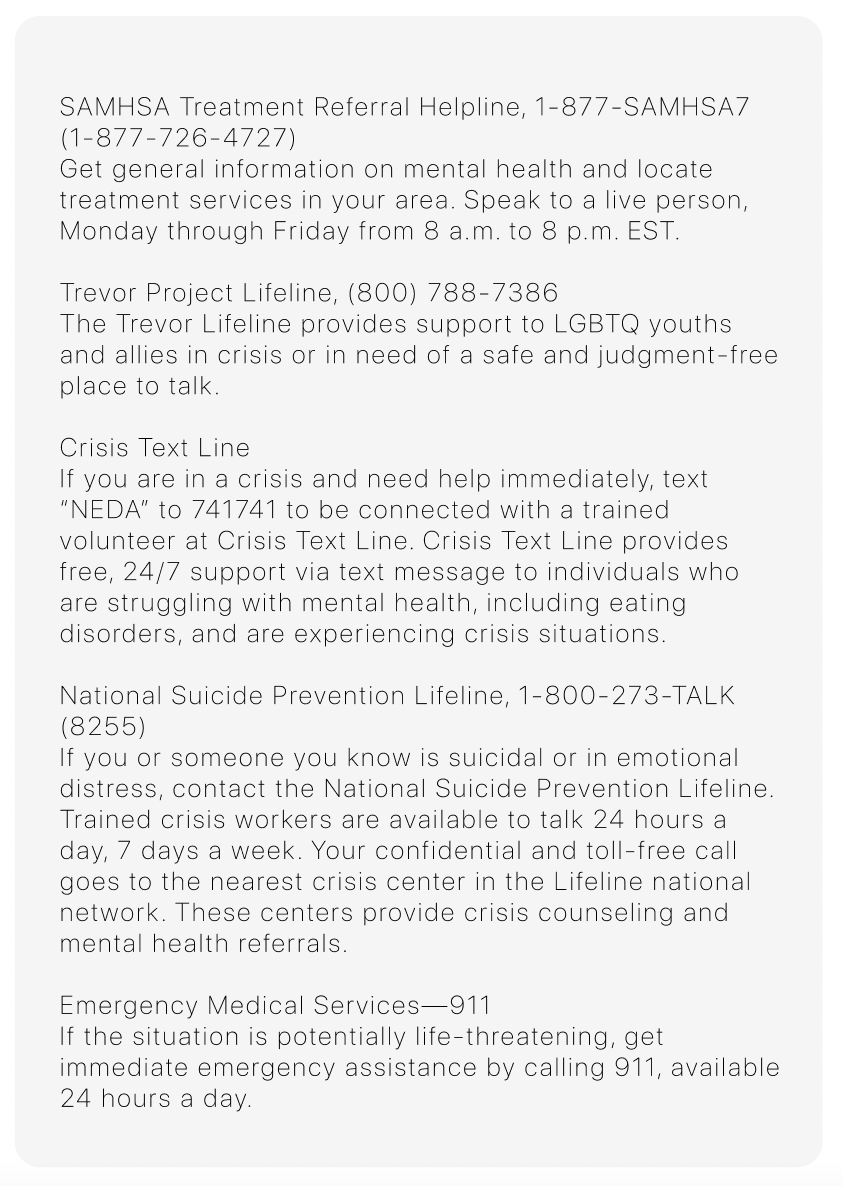 SAMHSA Treatment Referral Helpline, 1-877-SAMHSA7
(1-877-726-4727)
Get general information on mental health and locate
treatment services in your area. Speak to a live person,
Monday through Friday from 8 a.m. to 8 p.m. EST.
Trevor Project Lifeline, (800) 788-7386
The Trevor Lifeline provides support to LGBTQ youths
and allies in crisis or in need of a safe and judgment-free
place to talk.
Crisis Text Line
If you are in a crisis and need help immediately, text
“NEDA” to 741741 to be connected with a trained
volunteer at Crisis Text Line. Crisis Text Line provides
free, 24/7 support via text message to individuals who
are struggling with mental health, including eating
disorders, and are experiencing crisis situations.
National Suicide Prevention Lifeline, 1-800-273-TALK
(8255)
If you or someone you know is suicidal or in emotional
distress, contact the National Suicide Prevention Lifeline.
Trained crisis workers are available to talk 24 hours a
day, 7 days a week. Your confidential and toll-free call
goes to the nearest crisis center in the Lifeline national
network. These centers provide crisis counseling and
mental health referrals.
Emergency Medical Services—911
If the situation is potentially life-threatening, get
immediate emergency assistance by calling 911, available
24 hours a day.